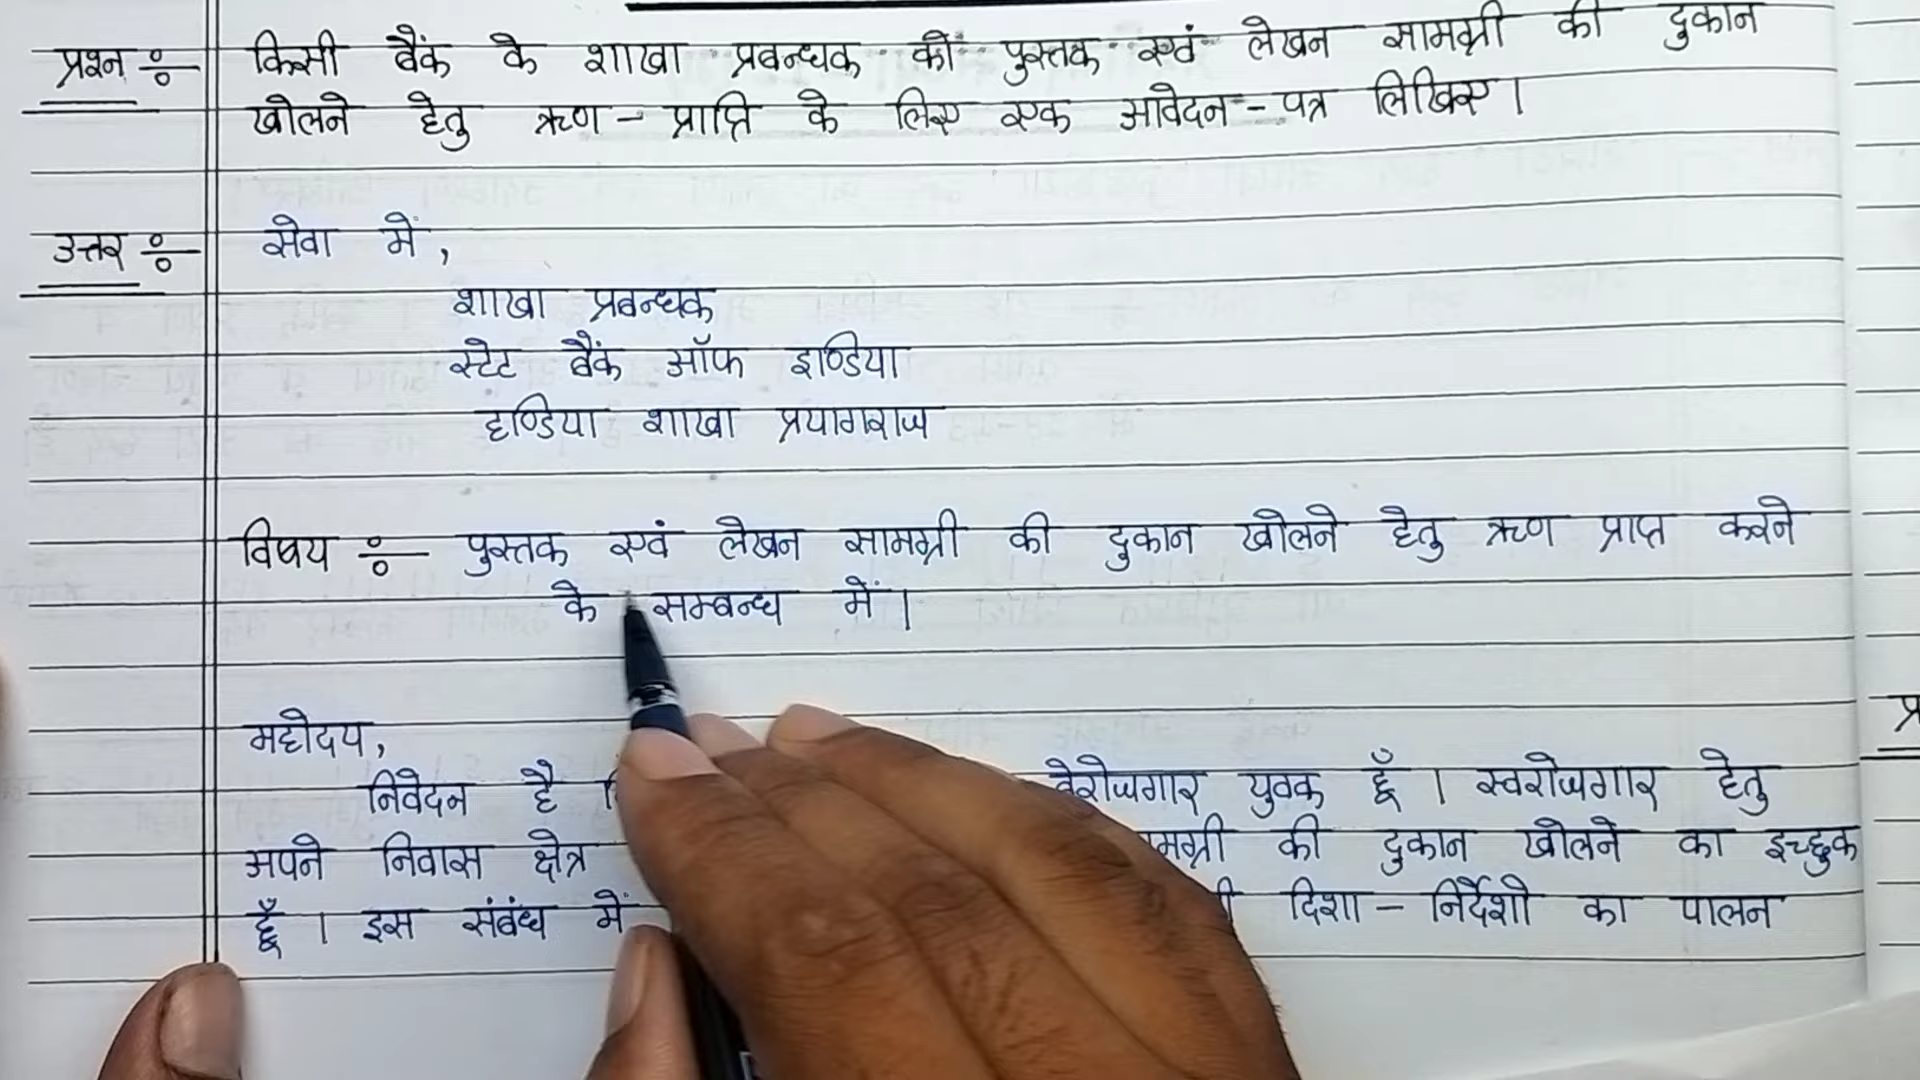 प्रश्न ÷ किसी बैंक के शाखा प्रबन्धक को पुस्तक एवं लेखन सामग्री की दुकान
खोलने हेतु ऋण - प्राप्ति के लिए एक आवेदन - पत्र लिखिए ।
उत्तर ÷ सेवा में ,
शाखा प्रबन्धक
स्टेट बैंक ऑफ इण्डिया
हण्डिया शाखा प्रयागराज
विषय ÷ पुस्तक एवं लेखन सामग्री की दुकान खोलने हेतु ऋण प्राप्त करने
के सम्बन्ध में ।
महोदय,
निवेदन है बेरोजगार युवक हूँ । स्वरोजगार हेतु
अपने निवास क्षेत्र की दुकान खोलने का इच्छुक
हूँ । इस संबंध में दिशा - निर्देशो का पालन